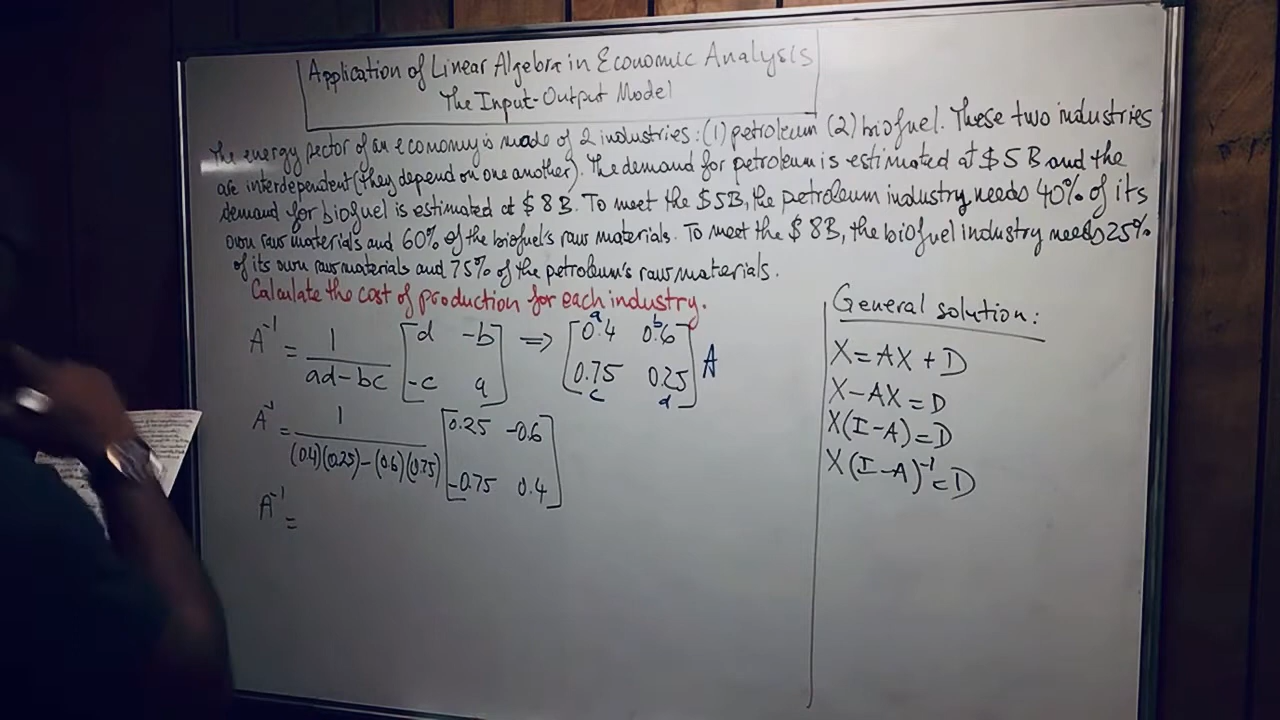 Application of Linear Algebra in Economic Analysis
The Input-Output Model
The energy sector of an economy is made of 2 industries: (1) petroleum (2) biofuel. These two industries
are interdependent (they depend on one another). The demand for petroleum is estimated at $5B and the
demand for biofuel is estimated at $8B. To meet the $5B, the petroleum industry needs 40% of its
own raw materials and 60% of the biofuel's raw materials. To meet the $8B, the biofuel industry needs 25%
of its own raw materials and 75% of the petroleum's raw materials.
Calculate the cost of production for each industry.
A⁻¹ = 1/(ad-bc) [d -b; -c a] ⇒ [0.4 0.6; 0.75 0.25] A
a b
c d
A⁻¹ = 1/((0.4)(0.25)-(0.6)(0.75)) [0.25 -0.6; -0.75 0.4]
A⁻¹ =
General solution:
X=AX+D
X-AX=D
X(I-A)=D
X(I-A)⁻¹=D